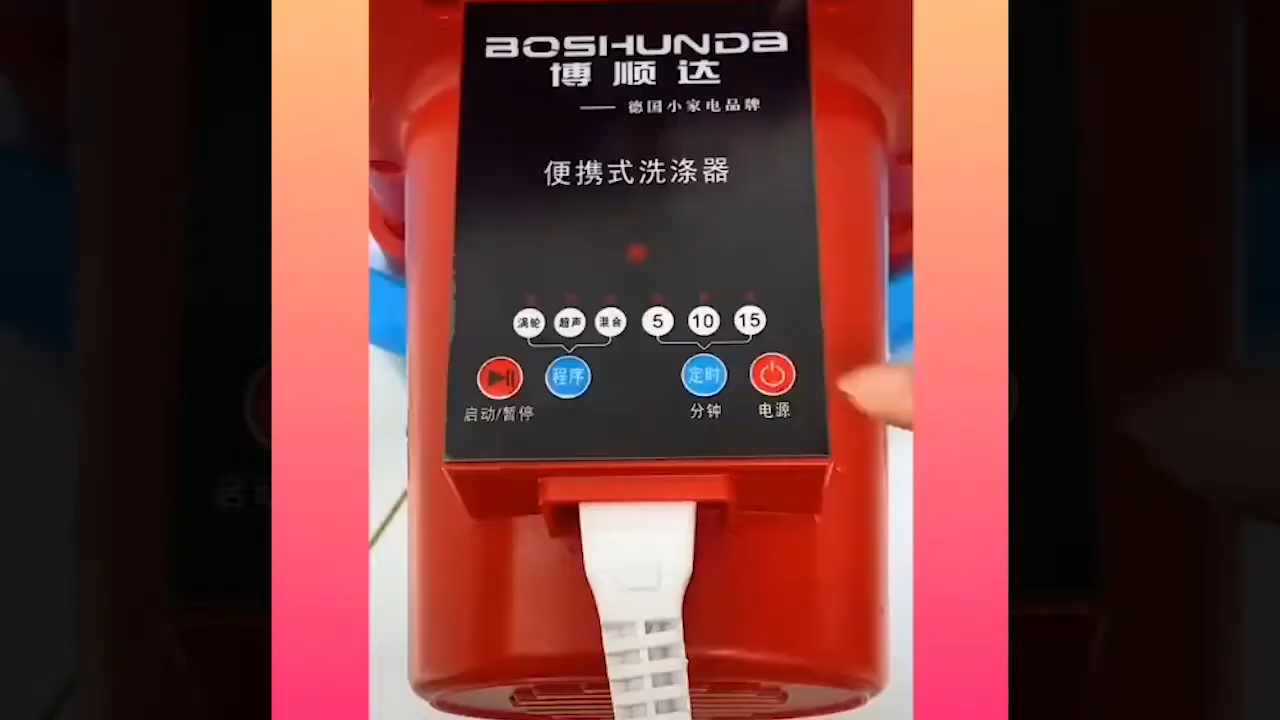 BOSHUNDA
博顺达
—— 德国小家电品牌
便携式洗涤器
涡轮 超声 混合 5 10 15
程序 定时
启动/暂停 分钟 电源